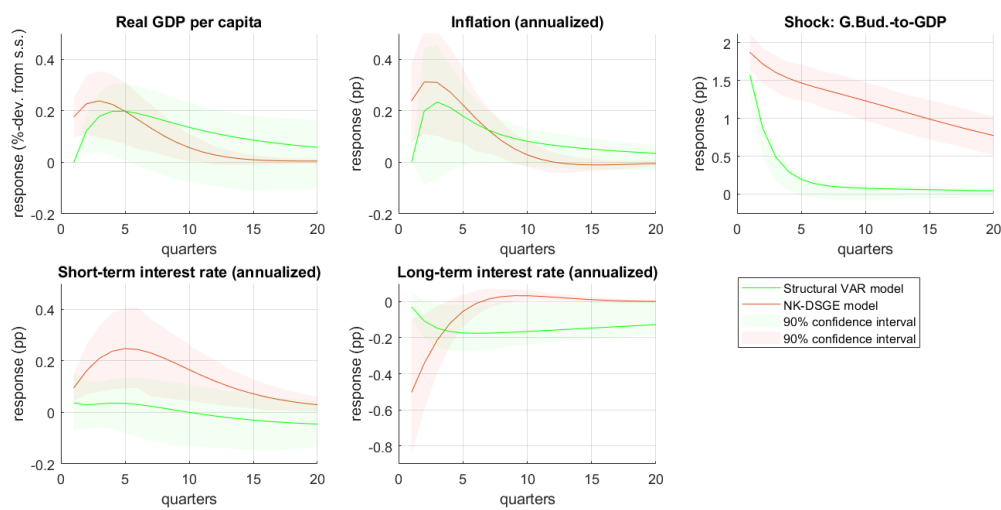 Real GDP per capita
response (%-dev. from s.s.)
0.4
0.2
0
-0.2
0 5 10 15 20
quarters
Inflation (annualized)
response (pp)
0.4
0.2
0
-0.2
0 5 10 15 20
quarters
Shock: G.Bud.-to-GDP
response (pp)
2
1.5
1
0.5
0
0 5 10 15 20
quarters
Short-term interest rate (annualized)
response (pp)
0.4
0.2
0
-0.2
0 5 10 15 20
quarters
Long-term interest rate (annualized)
response (pp)
0
-0.2
-0.4
-0.6
-0.8
0 5 10 15 20
quarters
Structural VAR model
NK-DSGE model
90% confidence interval
90% confidence interval